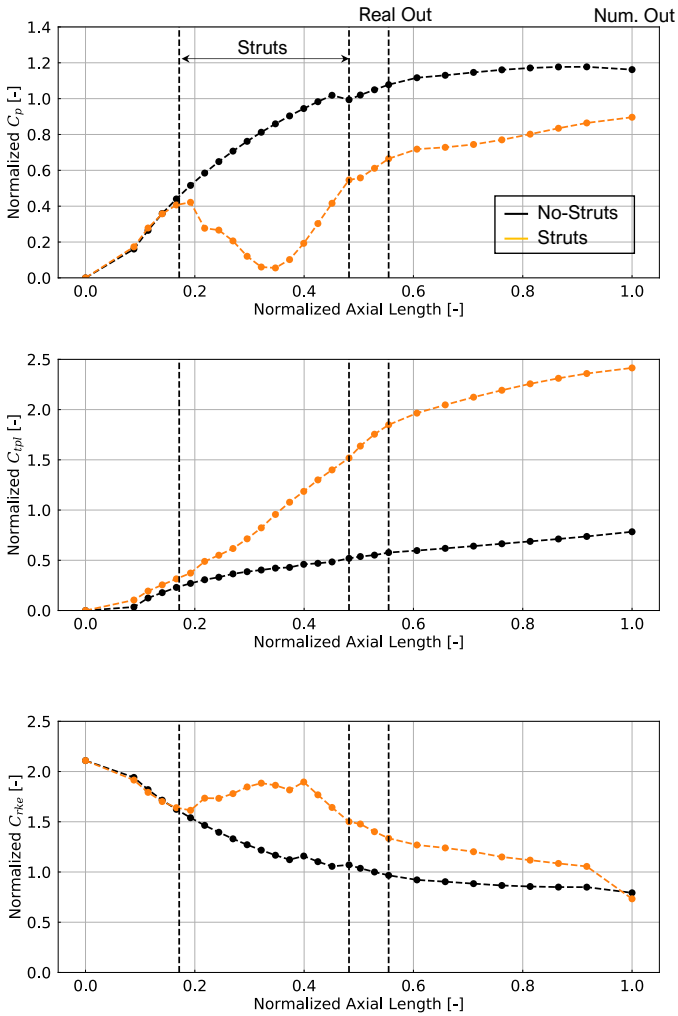 Real Out
Num. Out
Struts
1.4
1.2
1.0
0.8
0.6
0.4
0.2
0.0
Normalized C_p [-]
No-Struts
Struts
0.0 0.2 0.4 0.6 0.8 1.0
Normalized Axial Length [-]
2.5
2.0
1.5
1.0
0.5
0.0
Normalized C_tpl [-]
0.0 0.2 0.4 0.6 0.8 1.0
Normalized Axial Length [-]
2.5
2.0
1.5
1.0
0.5
0.0
Normalized C_rke [-]
0.0 0.2 0.4 0.6 0.8 1.0
Normalized Axial Length [-]